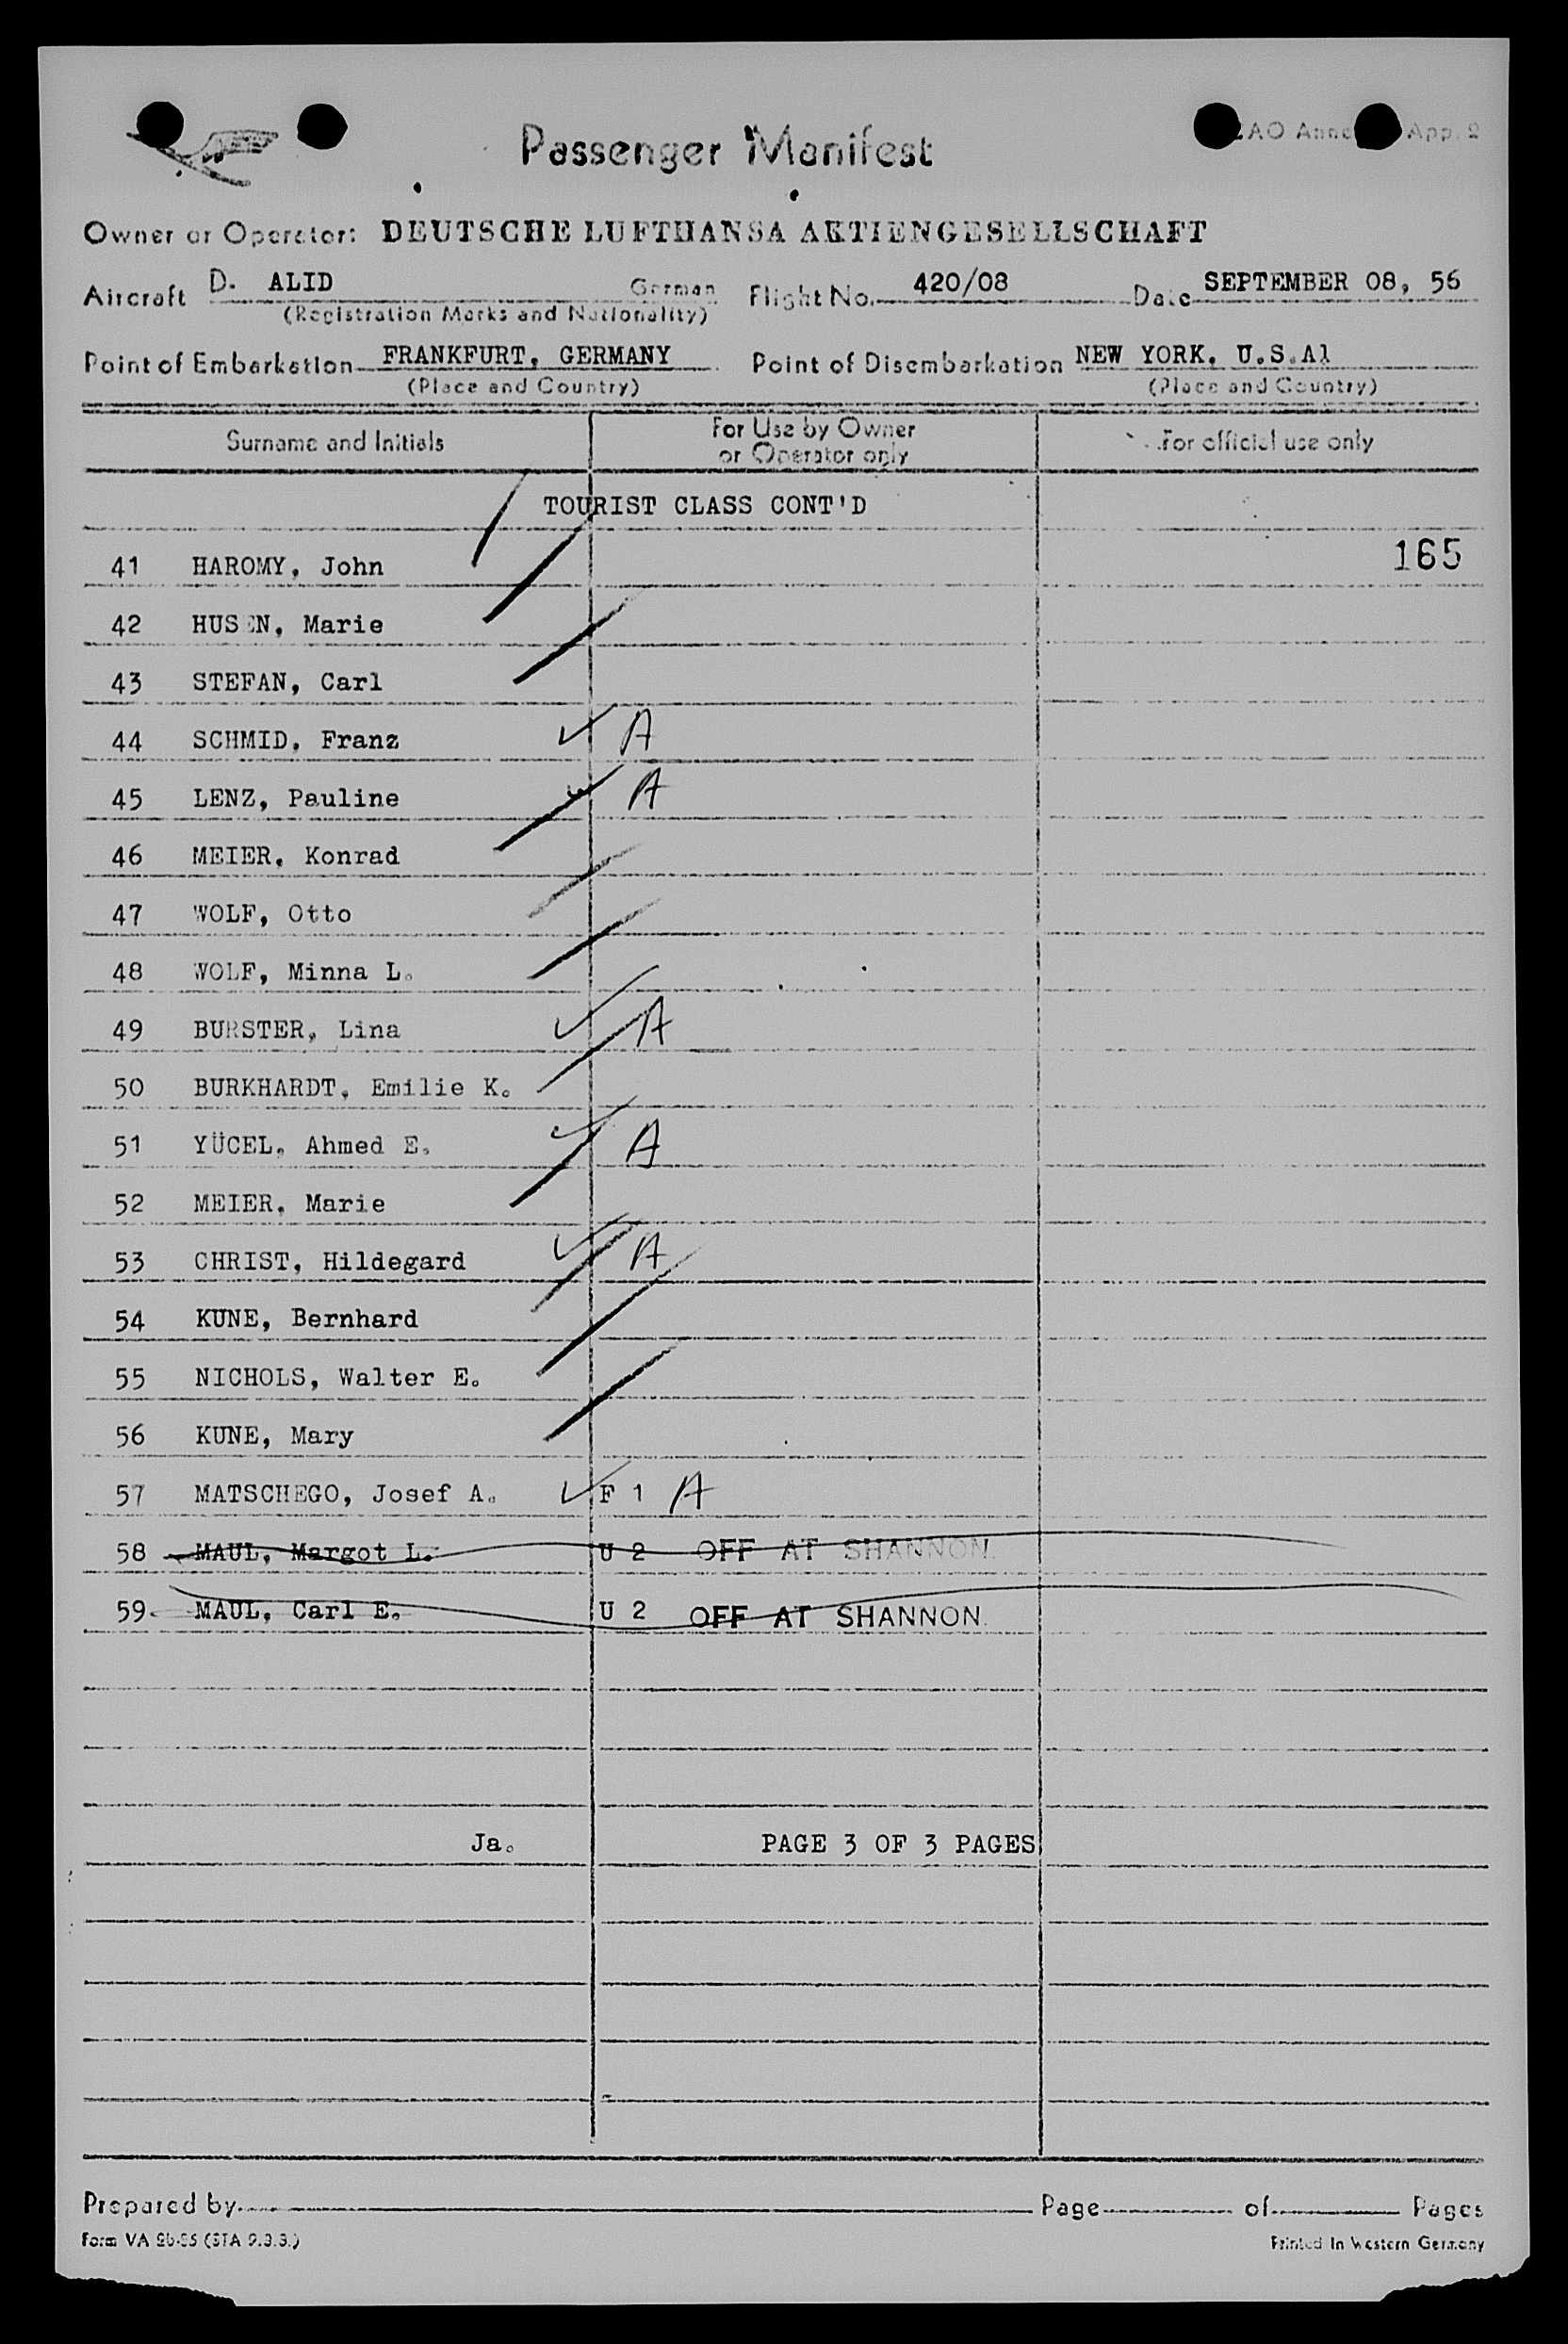 Passenger Manifest
Owner or Operator: DEUTSCHE LUFTHANSA AKTIENGESELLSCHAFT
Aircraft D. ALID German Flight No. 420/08 Date SEPTEMBER 08, 56
(Registration Marks and Nationality)
Point of Embarkation FRANKFURT, GERMANY Point of Disembarkation NEW YORK. U.S.Al
(Place and Country) (Place and Country)
Surname and Initials For Use by Owner or Operator only For official use only
TOURIST CLASS CONT'D
41 HAROMY, John 165
42 HUSEN, Marie
43 STEFAN, Carl
44 SCHMID, Franz A
45 LENZ, Pauline A
46 MEIER, Konrad
47 WOLF, Otto
48 WOLF, Minna L.
49 BURSTER, Lina A
50 BURKHARDT, Emilie K.
51 YÜCEL, Ahmed E. A
52 MEIER, Marie
53 CHRIST, Hildegard A
54 KUNE, Bernhard
55 NICHOLS, Walter E.
56 KUNE, Mary
57 MATSCHEGO, Josef A. F 1 A
58 MAUL, Margot L. U 2 OFF AT SHANNON.
59 MAUL, Carl E. U 2 OFF AT SHANNON.
Ja. PAGE 3 OF 3 PAGES
Prepared by Page of Pages
Form VA Printed in Western Germany